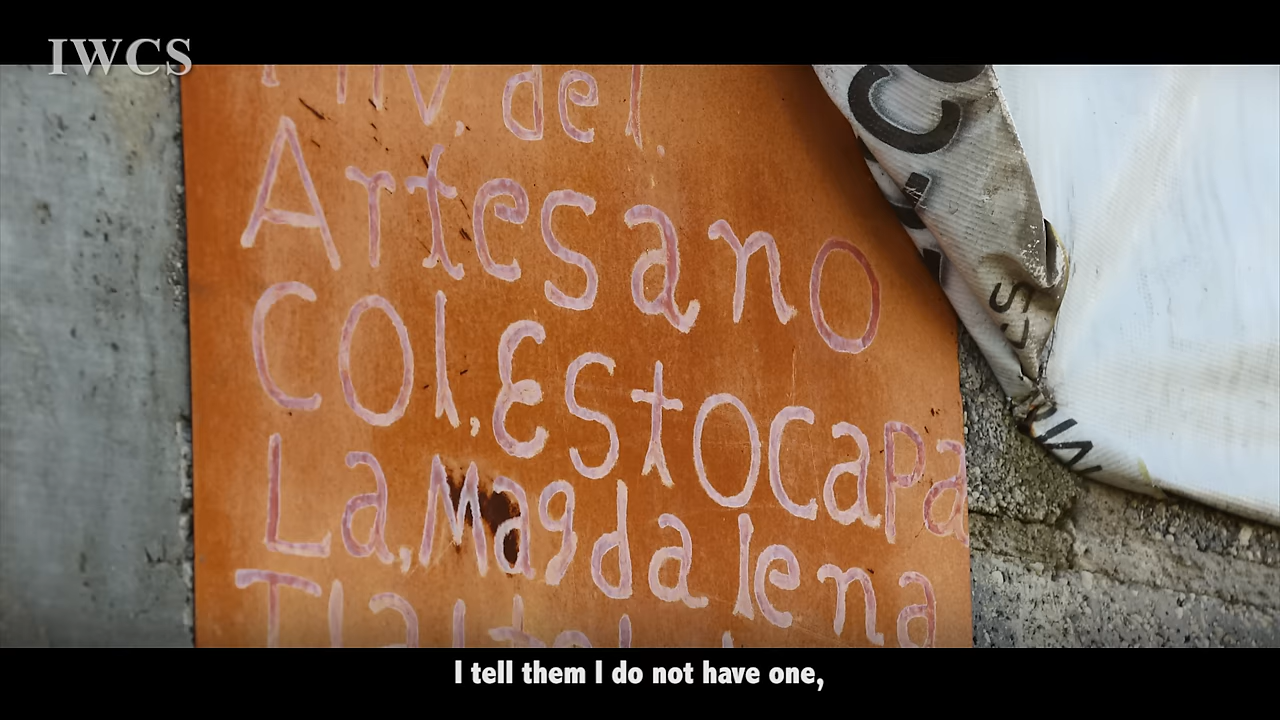 IWCS
del
Artesano
Col. Estocapa
La, Magdalena
I tell them I do not have one,